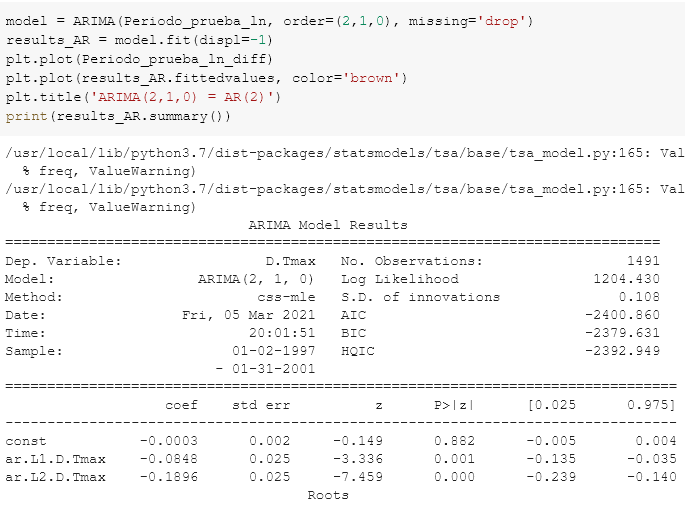 model = ARIMA(Periodo_prueba_ln, order=(2,1,0), missing='drop')
results_AR = model.fit(displ=-1)
plt.plot(Periodo_prueba_ln_diff)
plt.plot(results_AR.fittedvalues, color='brown')
plt.title('ARIMA(2,1,0) = AR(2)')
print(results_AR.summary())
/usr/local/lib/python3.7/dist-packages/statsmodels/tsa/base/tsa_model.py:165: Val
% freq, ValueWarning)
/usr/local/lib/python3.7/dist-packages/statsmodels/tsa/base/tsa_model.py:165: Val
% freq, ValueWarning)
ARIMA Model Results
==============================================================================
Dep. Variable: D.Tmax No. Observations: 1491
Model: ARIMA(2, 1, 0) Log Likelihood 1204.430
Method: css-mle S.D. of innovations 0.108
Date: Fri, 05 Mar 2021 AIC -2400.860
Time: 20:01:51 BIC -2379.631
Sample: 01-02-1997 HQIC -2392.949
- 01-31-2001
================================================================================
coef std err z P>|z| [0.025 0.975]
--------------------------------------------------------------------------------
const -0.0003 0.002 -0.149 0.882 -0.005 0.004
ar.L1.D.Tmax -0.0848 0.025 -3.336 0.001 -0.135 -0.035
ar.L2.D.Tmax -0.1896 0.025 -7.459 0.000 -0.239 -0.140
Roots